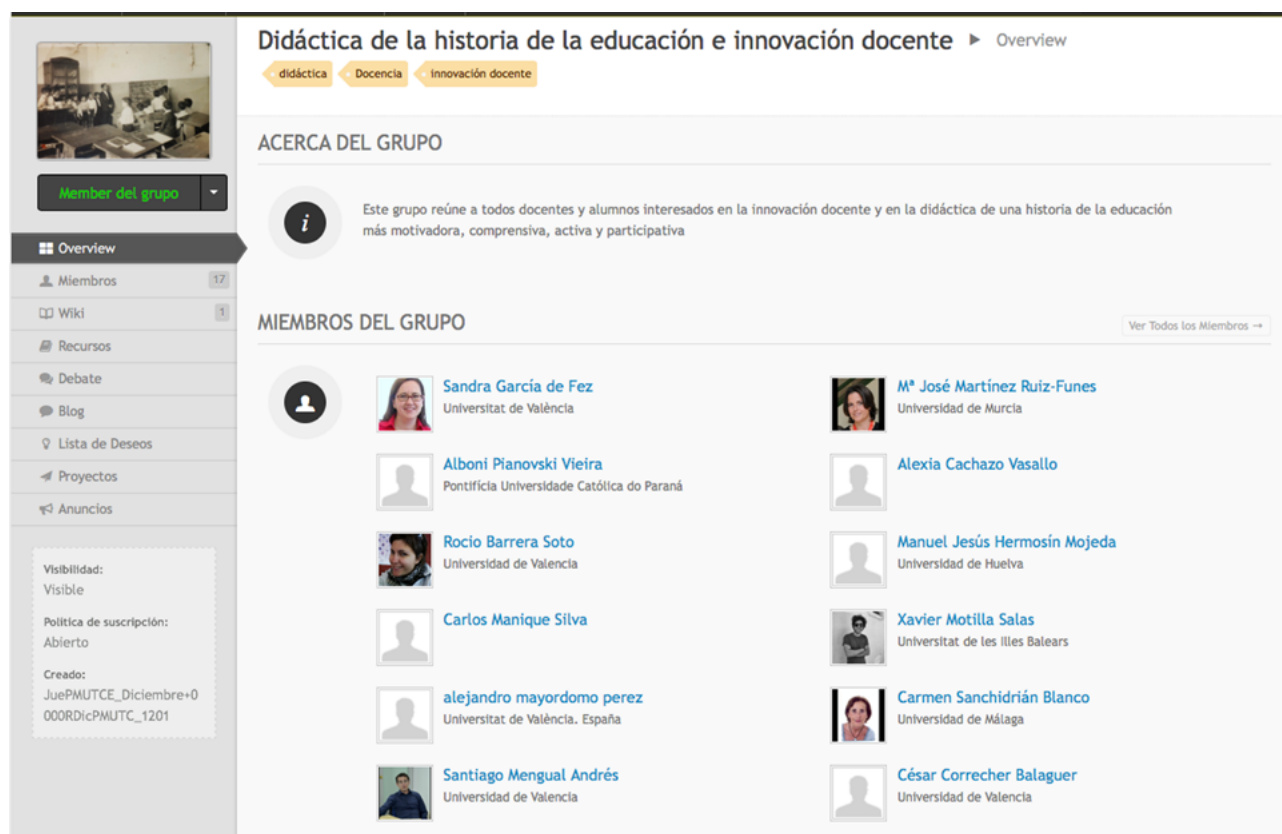 Didáctica de la historia de la educación e innovación docente ► Overview
didáctica Docencia innovación docente
Member del grupo
Overview
Miembros 17
Wiki 1
Recursos
Debate
Blog
Lista de Deseos
Proyectos
Anuncios
Visibilidad:
Visible
Política de suscripción:
Abierto
Creado:
JuePMUTCE_Diciembre+0
000RDicPMUTC_1201
ACERCA DEL GRUPO
i
Este grupo reúne a todos docentes y alumnos interesados en la innovación docente y en la didáctica de una historia de la educación
más motivadora, comprensiva, activa y participativa
MIEMBROS DEL GRUPO
Ver Todos los Miembros →
Sandra García de Fez
Universitat de València
Mª José Martínez Ruiz-Funes
Universidad de Murcia
Alboni Pianovski Vieira
Pontifícia Universidade Católica do Paraná
Alexia Cachazo Vasallo
Rocio Barrera Soto
Universidad de Valencia
Manuel Jesús Hermosín Mojeda
Universidad de Huelva
Carlos Manique Silva
Xavier Motilla Salas
Universitat de les Illes Balears
alejandro mayordomo perez
Universitat de València. España
Carmen Sanchidrián Blanco
Universidad de Málaga
Santiago Mengual Andrés
Universidad de Valencia
César Correcher Balaguer
Universidad de Valencia